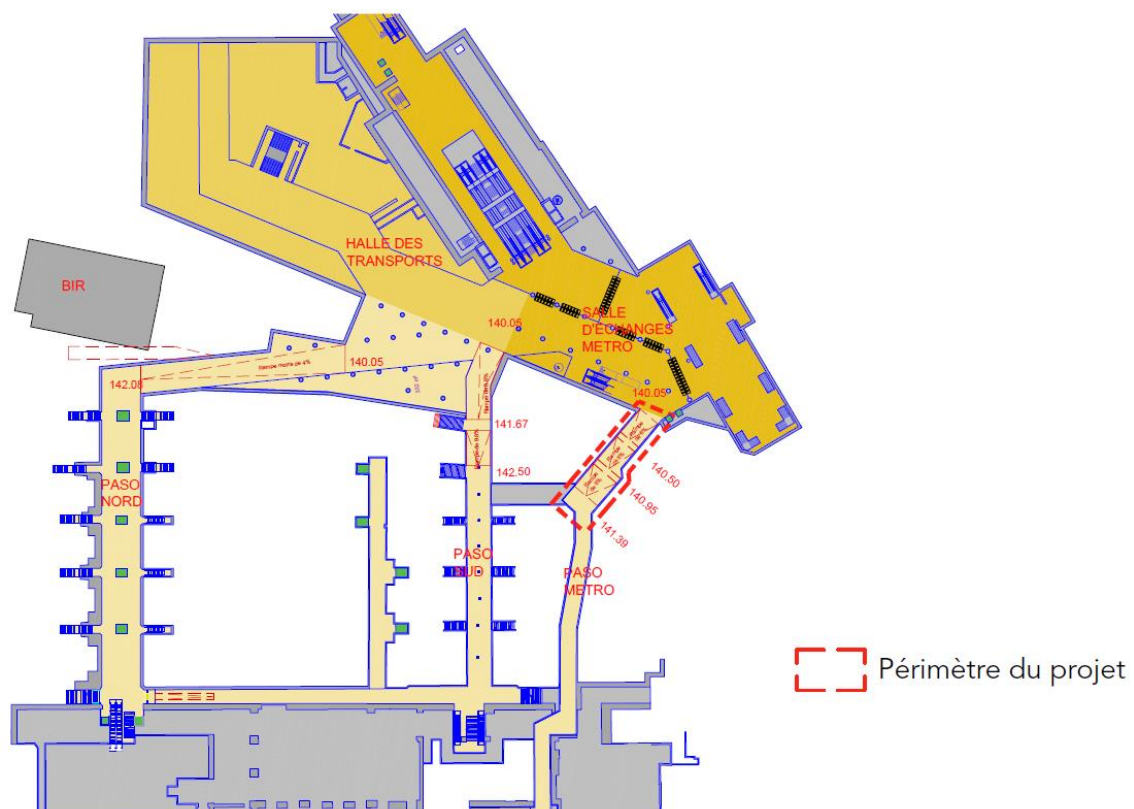 HALLE DES
TRANSPORTS
BIR
SALLE
D'ÉCHANGES
METRO
140.05
140.05
142.08
140.05
141.67
142.50
140.50
140.95
141.39
PASO
NORD
PASO
SUD
PASO
METRO
Périmètre du projet